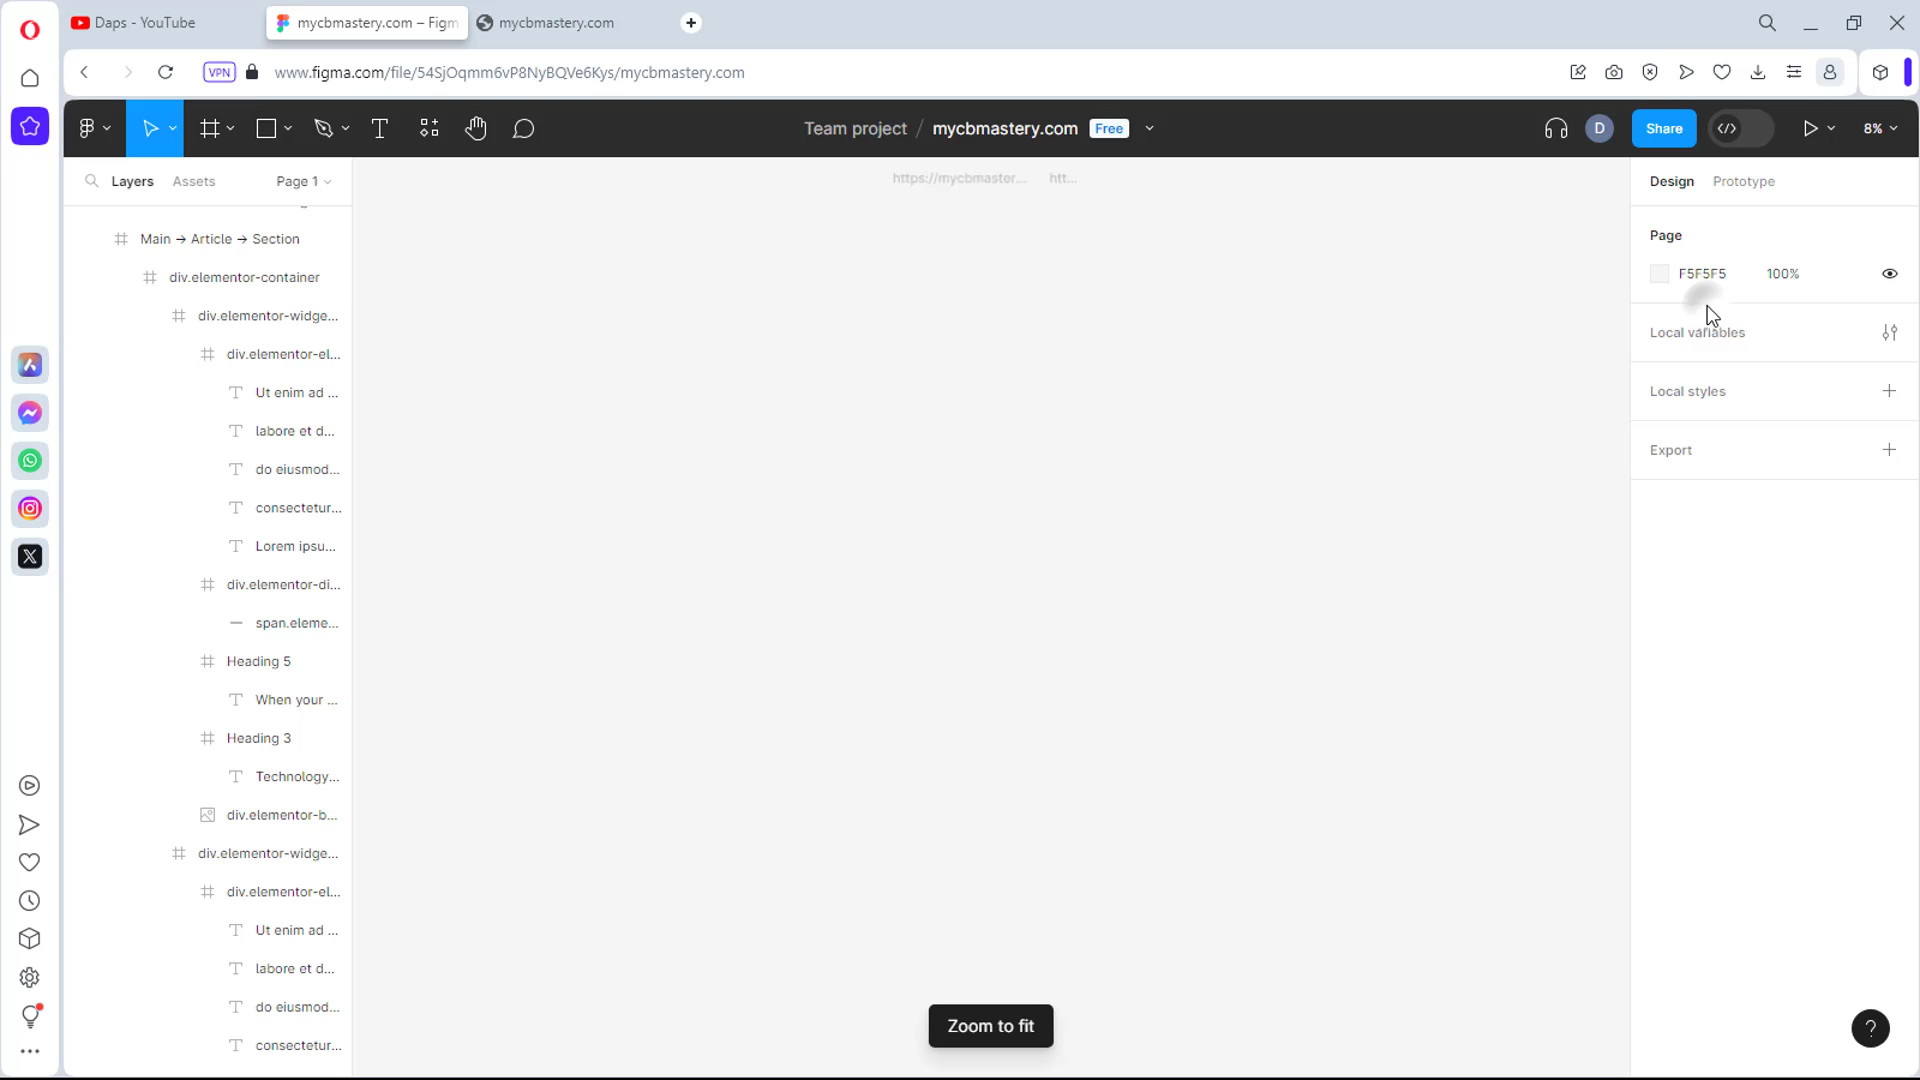 Daps - YouTube
mycbmastery.com – Figm
mycbmastery.com
VPN
www.figma.com/file/54SjOqmm6vP8NyBQVe6Kys/mycbmastery.com
Team project / mycbmastery.com Free
D
Share
8%
Layers
Assets
Page 1
https://mycbmaster...
htt...
Design
Prototype
Main → Article → Section
div.elementor-container
div.elementor-widge...
div.elementor-el...
Ut enim ad ...
labore et d...
do eiusmod...
consectetur...
Lorem ipsu...
div.elementor-di...
span.eleme...
Heading 5
When your ...
Heading 3
Technology...
div.elementor-b...
div.elementor-widge...
div.elementor-el...
Ut enim ad ...
labore et d...
do eiusmod...
consectetur...
Page
F5F5F5
100%
Local variables
Local styles
Export
Zoom to fit
?